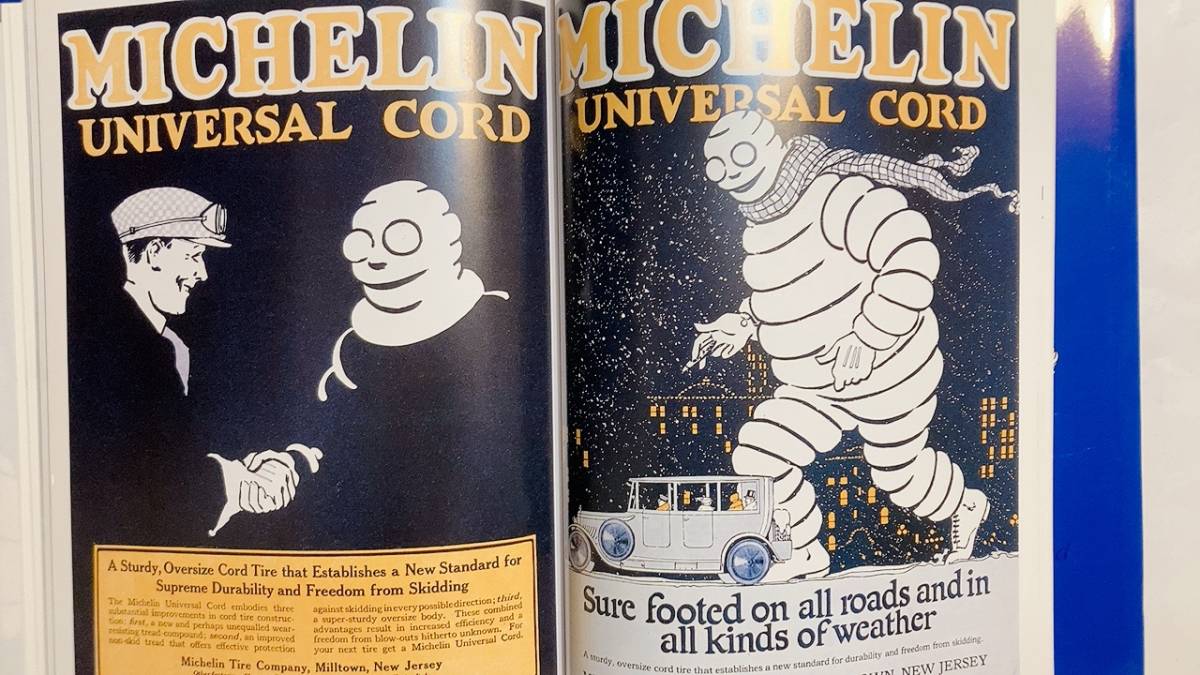 MICHELIN
UNIVERSAL CORD
A Sturdy, Oversize Cord Tire that Establishes a New Standard for
Supreme Durability and Freedom from Skidding
The Michelin Universal Cord embodies three
substantial improvements in cord tire construc-
tion: first, a new and perhaps unequalled wear-
resisting tread-compound; second, an improved
non-skid tread that offers effective protection
against skidding in every possible direction; third,
a super-sturdy oversize body. These combined
advantages result in increased efficiency and a
freedom from blow-outs hitherto unknown. For
your next tire get a Michelin Universal Cord.
Michelin Tire Company, Milltown, New Jersey
MICHELIN
UNIVERSAL CORD
Sure footed on all roads and in
all kinds of weather
A sturdy, oversize cord tire that establishes a new standard for durability and freedom from skidding.
NEW JERSEY